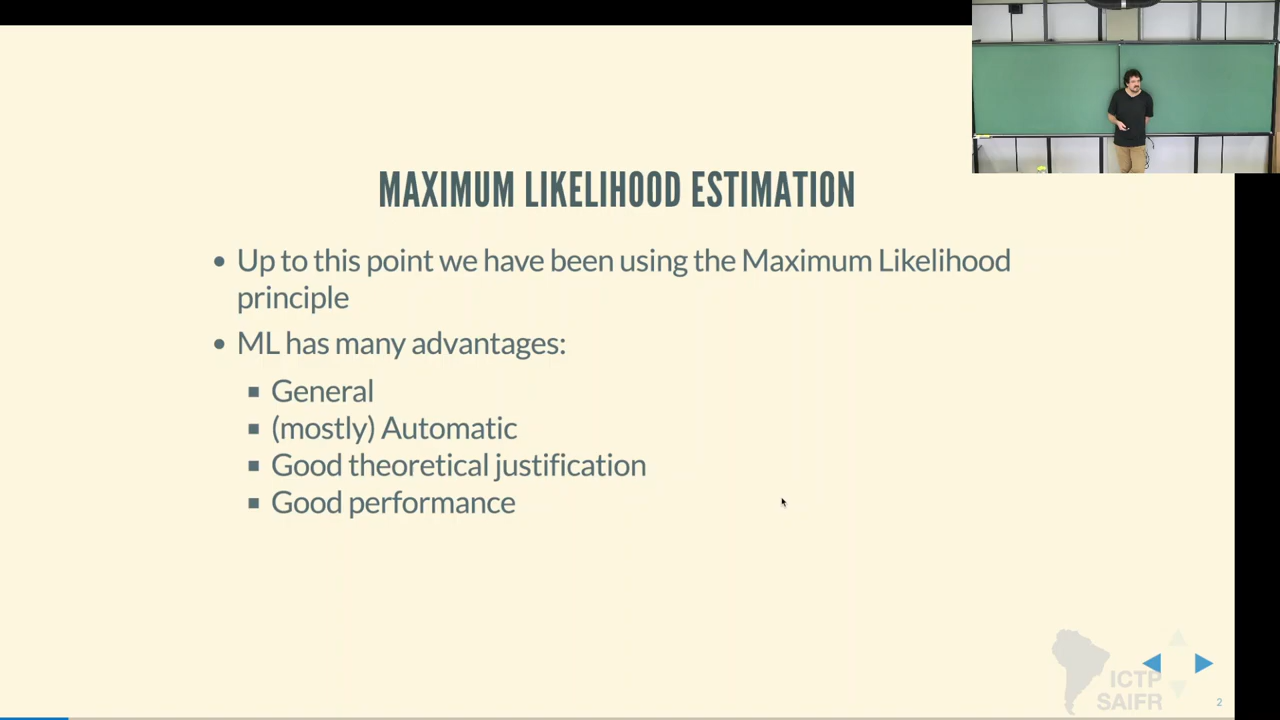 MAXIMUM LIKELIHOOD ESTIMATION
• Up to this point we have been using the Maximum Likelihood
principle
• ML has many advantages:
▪ General
▪ (mostly) Automatic
▪ Good theoretical justification
▪ Good performance
ICTP
SAIFR
2